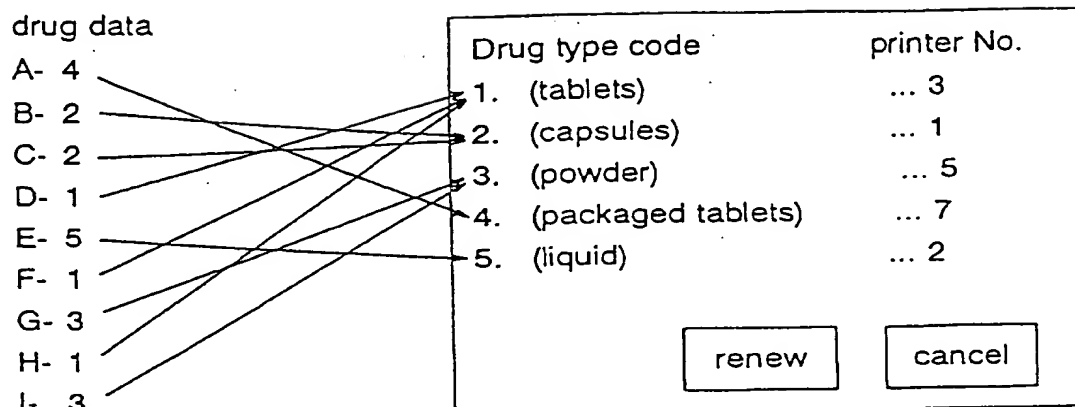 drug data
A- 4
B- 2
C- 2
D- 1
E- 5
F- 1
G- 3
H- 1
I- 3
Drug type code printer No.
1. (tablets) ... 3
2. (capsules) ... 1
3. (powder) ... 5
4. (packaged tablets) ... 7
5. (liquid) ... 2
renew cancel